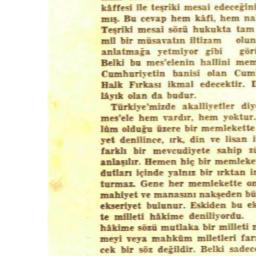 kâffesi ile teşriki mesai edeceğini
mış. Bu cevap hem kâfi, hem na
Teşriki mesai sözü hukukta tam
mil bir müsavatın iltizam olun
anlatmağa yetmiyor gibi gör
Belki bu mes'elenin hallini mem
Cumhuriyetin banisi olan Cum
Halk Fırkası ikmal edecektir. D
lâyık olan da budur.
Türkiye'mizde akalliyetler diy
mes'ele hem vardır, hem yoktur.
lûm olduğu üzere bir memlekette
yet denilince, ırk, din ve lisan i
farklı bir mevcudiyete sahip z
anlaşılır. Hemen hiç bir memleke
dutları içinde yalnız bir ırktan i
turmaz. Gene her memlekette on
mahiyet ve manasını nakşeden bü
ekseriyet bulunur. Eskiden bu ek
te milleti hâkime deniliyordu.
hâkime sözü mutlaka bir milleti m
meyi veya mahkûm milletleri far
cek bir söz değildir. Belki sadec